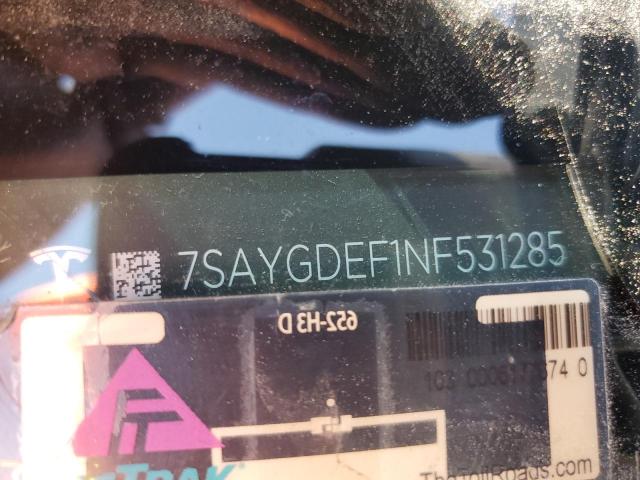 7SAYGDEF1NF531285
652-H3 D
TheTollRoads.com